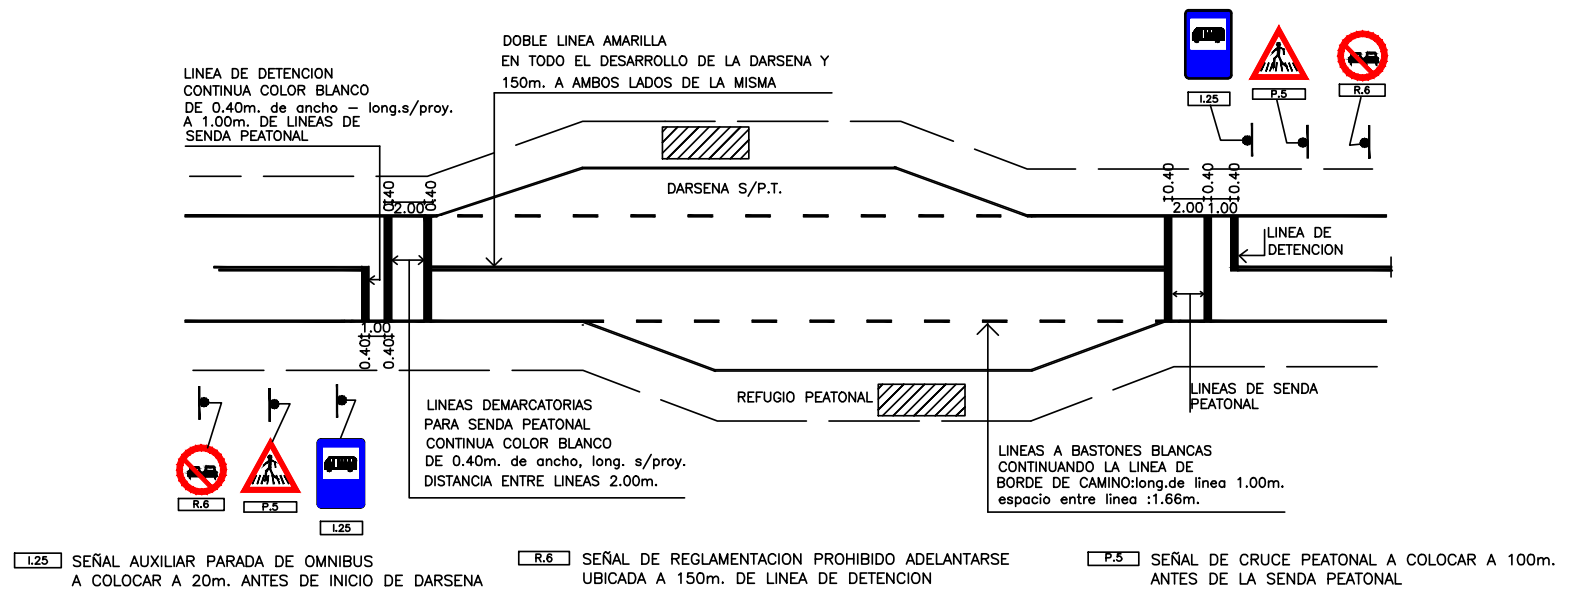 DOBLE LINEA AMARILLA
EN TODO EL DESARROLLO DE LA DARSENA Y
150m. A AMBOS LADOS DE LA MISMA
LINEA DE DETENCION
CONTINUA COLOR BLANCO
DE 0.40m. de ancho – long.s/proy.
A 1.00m. DE LINEAS DE
SENDA PEATONAL
I.25
P.5
R.6
DARSENA S/P.T.
0.40
0.40
2.00
0.40
0.40
0.40
2.00
1.00
LINEA DE
DETENCION
1.00
0.40
0.40
REFUGIO PEATONAL
LINEAS DE SENDA
PEATONAL
LINEAS DEMARCATORIAS
PARA SENDA PEATONAL
CONTINUA COLOR BLANCO
DE 0.40m. de ancho, long. s/proy.
DISTANCIA ENTRE LINEAS 2.00m.
LINEAS A BASTONES BLANCAS
CONTINUANDO LA LINEA DE
BORDE DE CAMINO:long.de linea 1.00m.
espacio entre linea :1.66m.
R.6
P.5
I.25
I.25 SEÑAL AUXILIAR PARADA DE OMNIBUS
A COLOCAR A 20m. ANTES DE INICIO DE DARSENA
R.6 SEÑAL DE REGLAMENTACION PROHIBIDO ADELANTARSE
UBICADA A 150m. DE LINEA DE DETENCION
P.5 SEÑAL DE CRUCE PEATONAL A COLOCAR A 100m.
ANTES DE LA SENDA PEATONAL